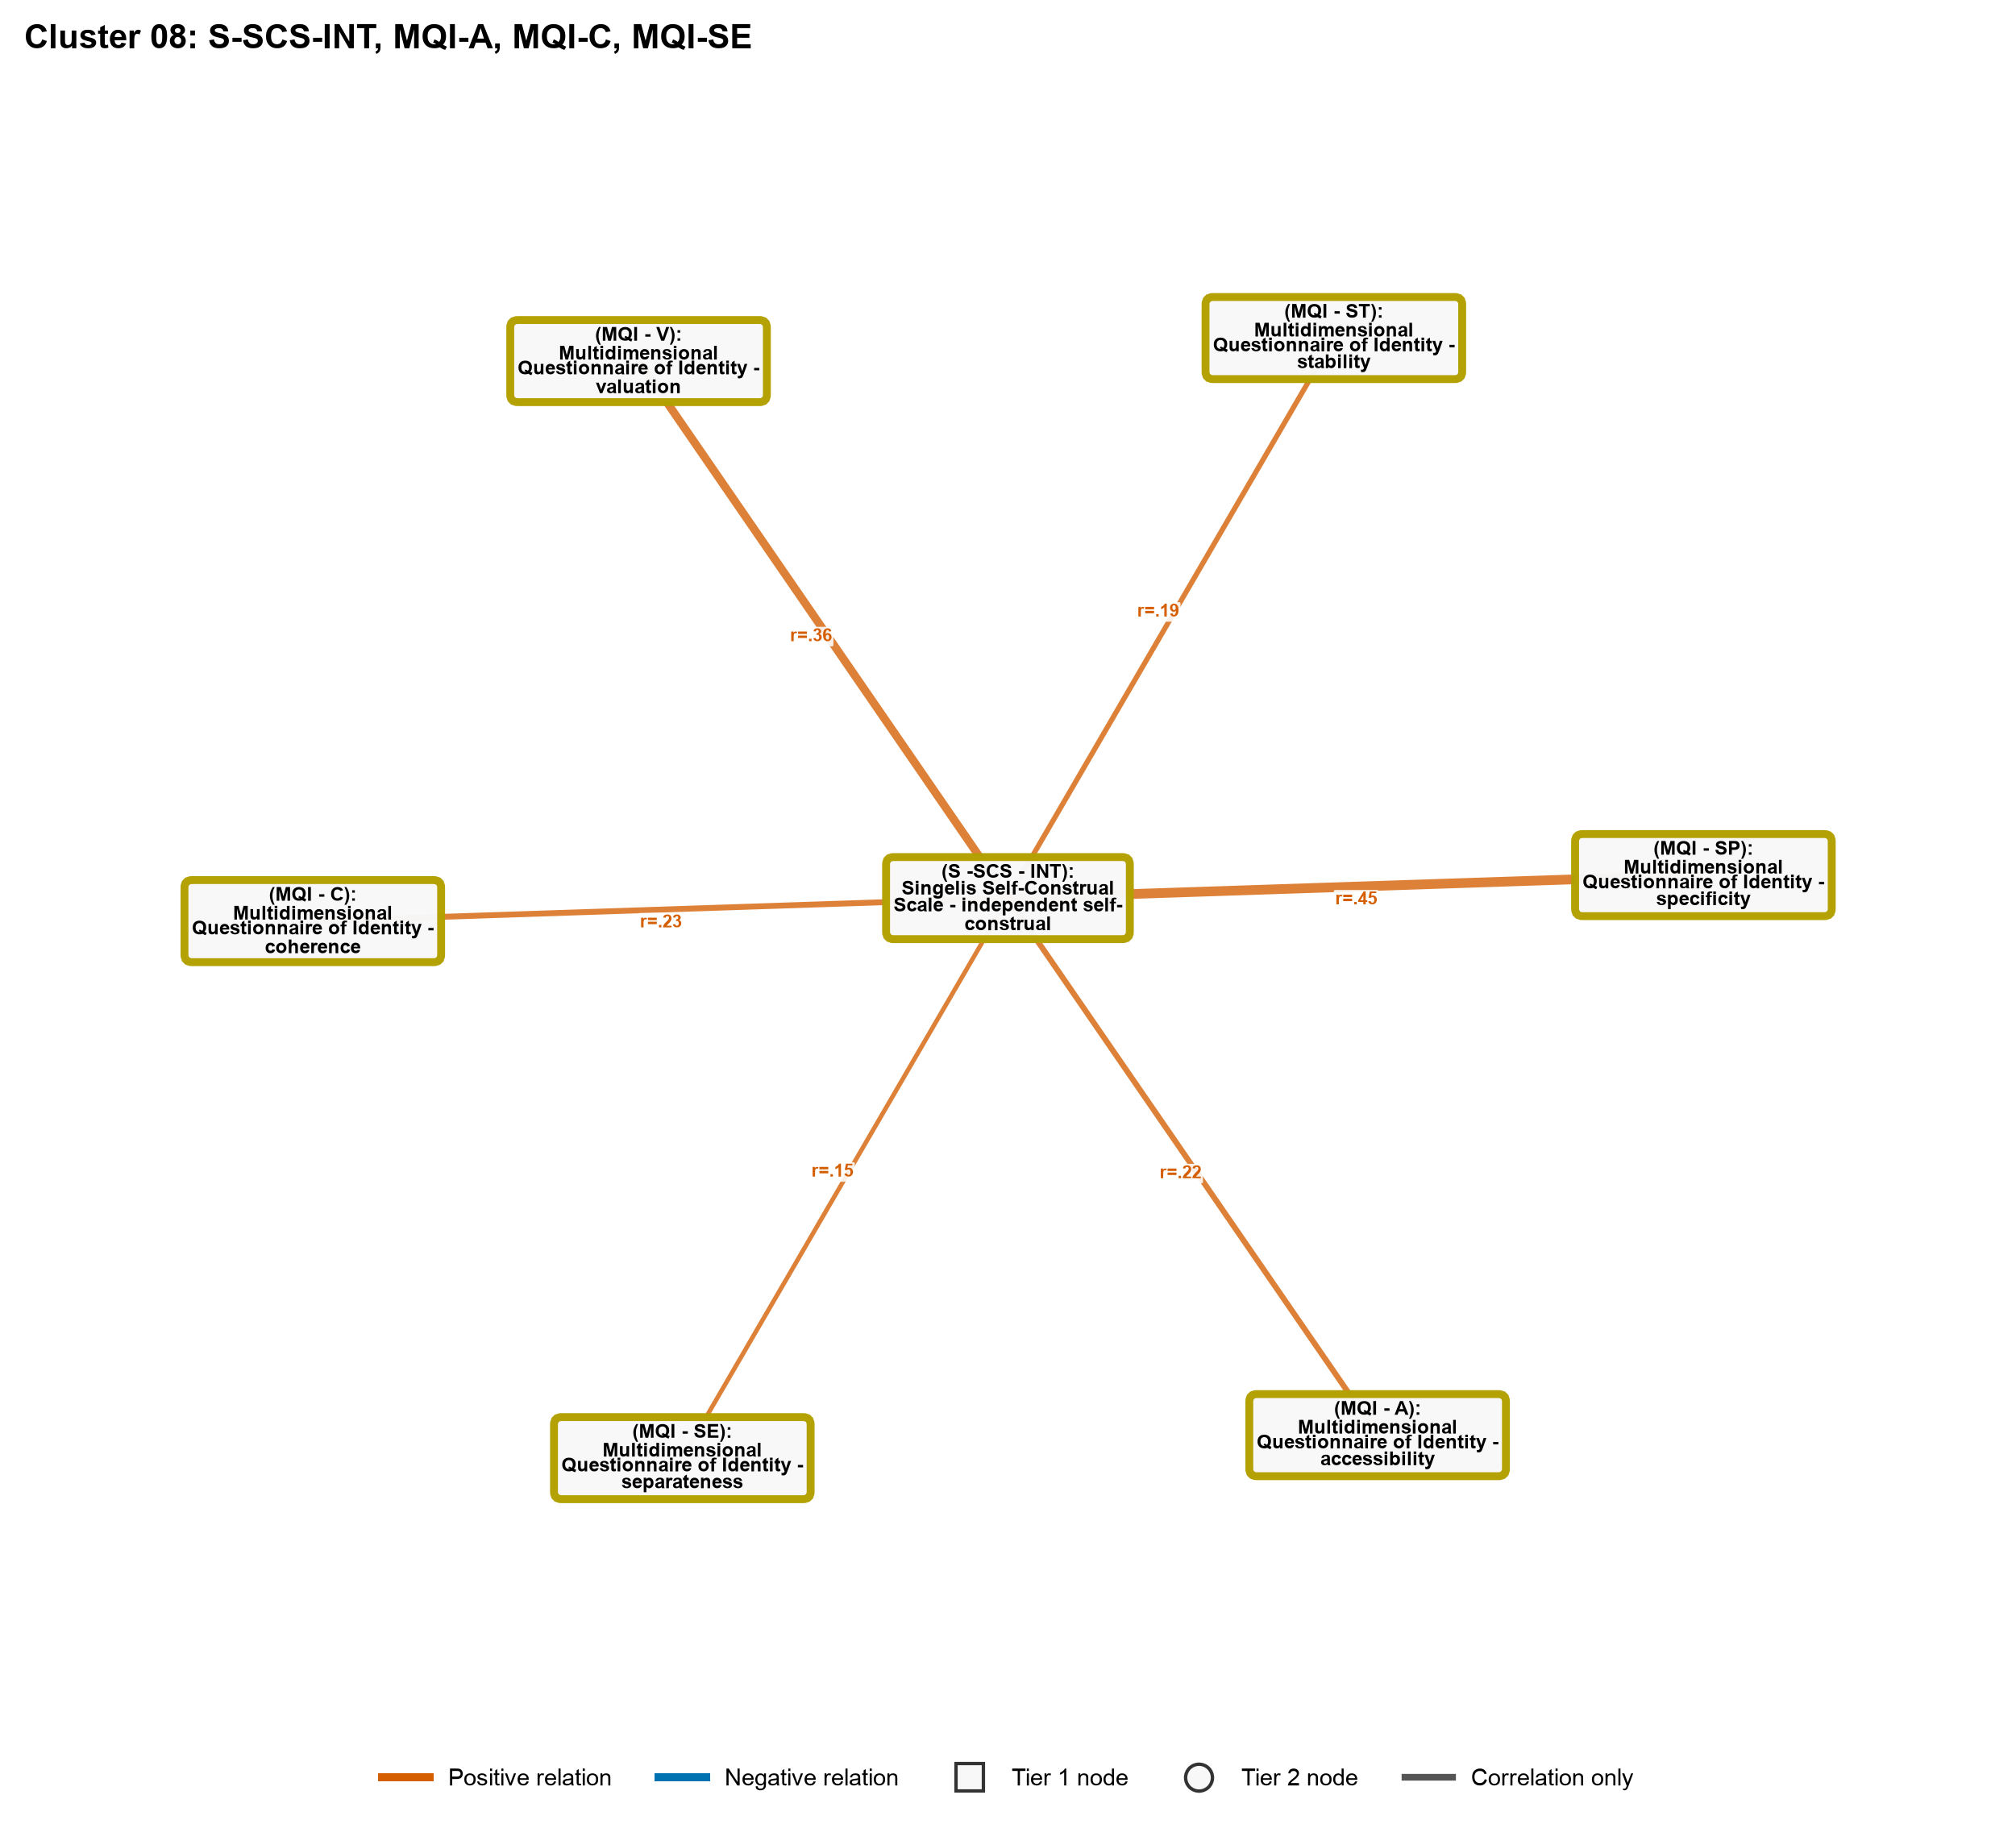 Cluster 08: S-SCS-INT, MQI-A, MQI-C, MQI-SE
(MQI - ST):
Multidimensional
Questionnaire of Identity -
stability
(MQI - V):
Multidimensional
Questionnaire of Identity -
valuation
r=.19
r=.36
(MQI - SP):
Multidimensional
Questionnaire of Identity -
specificity
(S -SCS - INT):
Singelis Self-Construal
Scale - independent self-
construal
(MQI - C):
Multidimensional
Questionnaire of Identity -
coherence
r=.45
r=.23
r=.15
r=.22
(MQI - A):
Multidimensional
Questionnaire of Identity -
accessibility
(MQI - SE):
Multidimensional
Questionnaire of Identity -
separateness
Positive relation
Negative relation
Tier 1 node
Tier 2 node
Correlation only